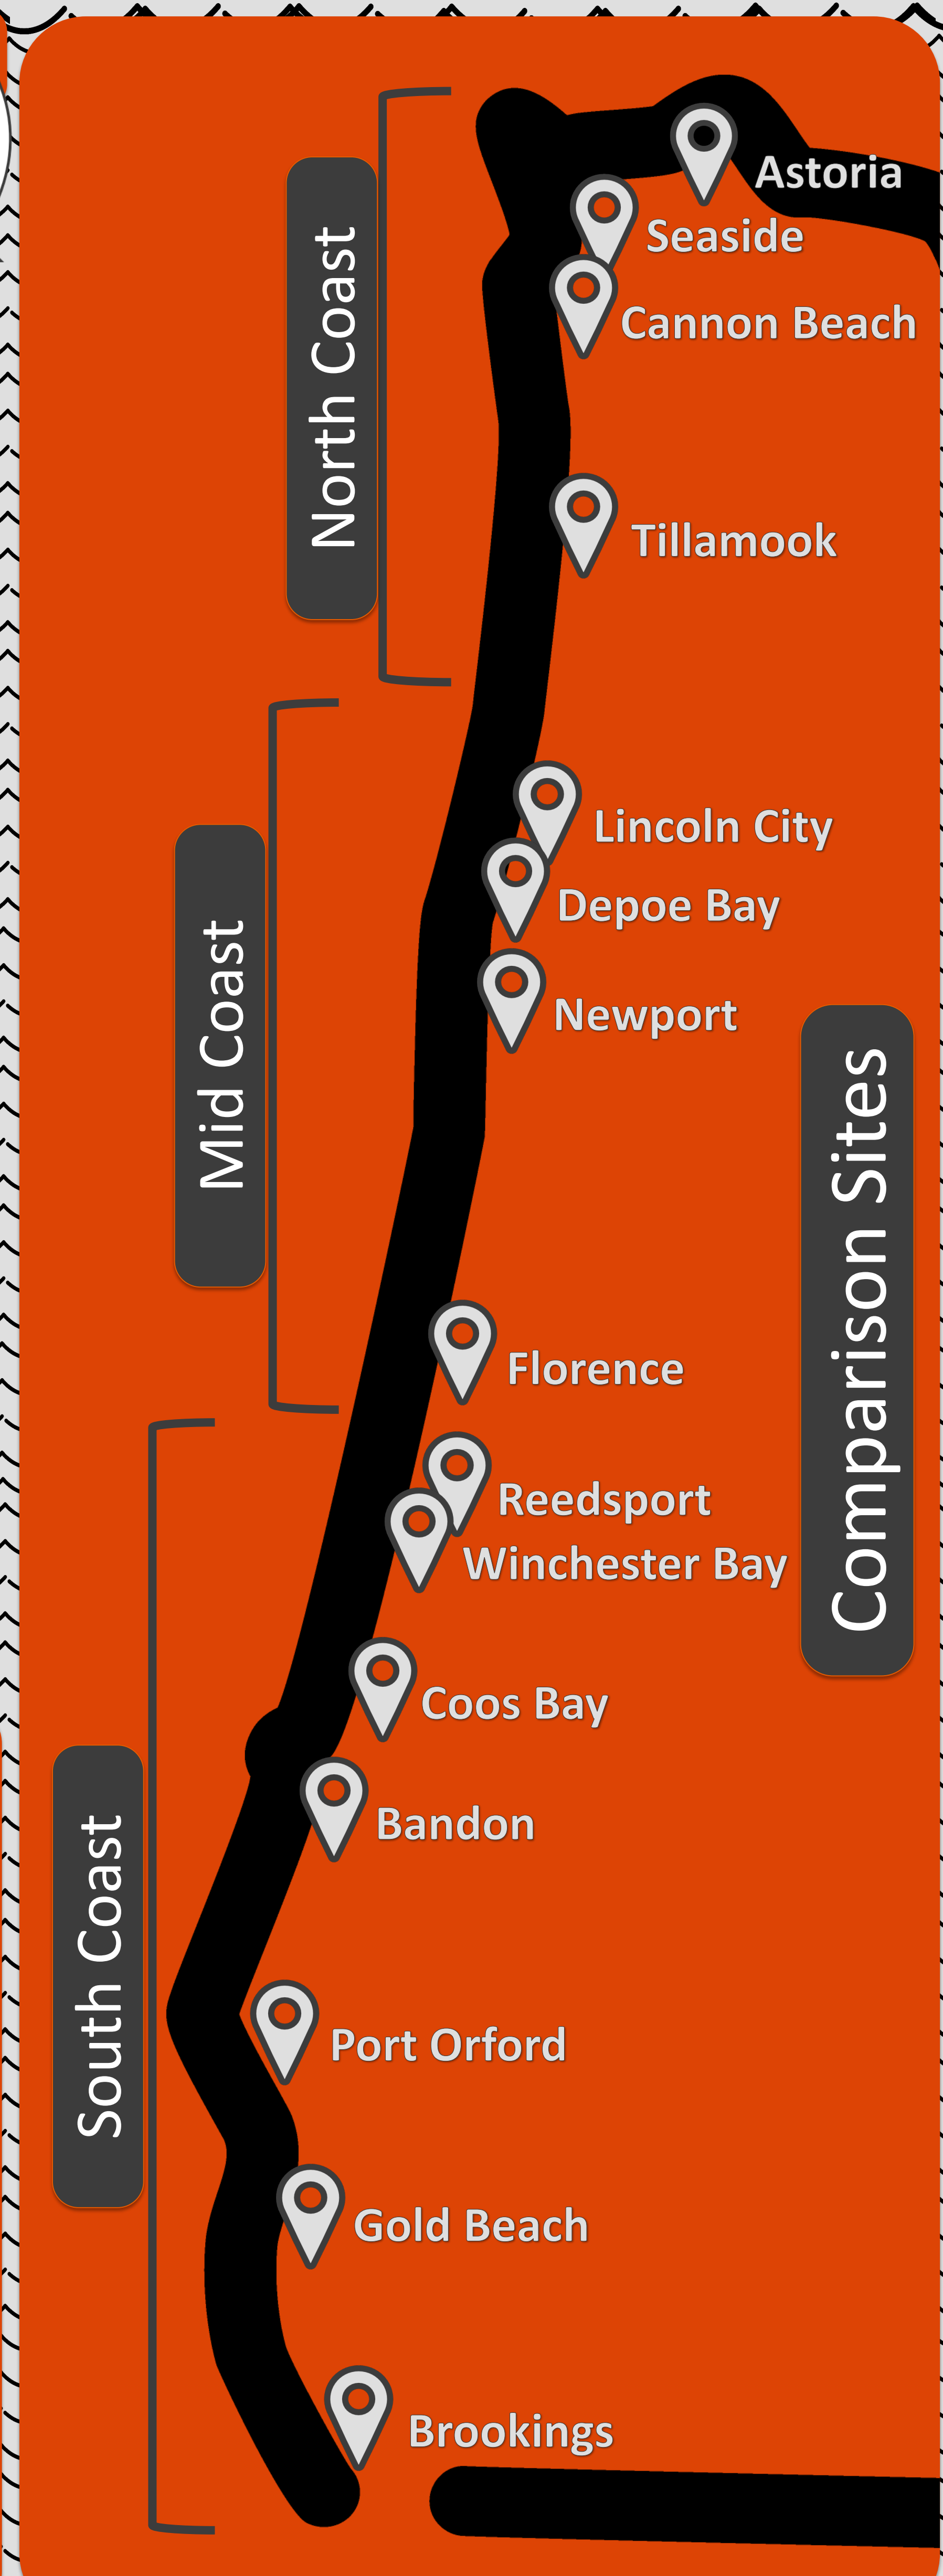 North Coast
Astoria
Seaside
Cannon Beach
Tillamook
Mid Coast
Lincoln City
Depoe Bay
Newport
Florence
Comparison Sites
South Coast
Reedsport
Winchester Bay
Coos Bay
Bandon
Port Orford
Gold Beach
Brookings